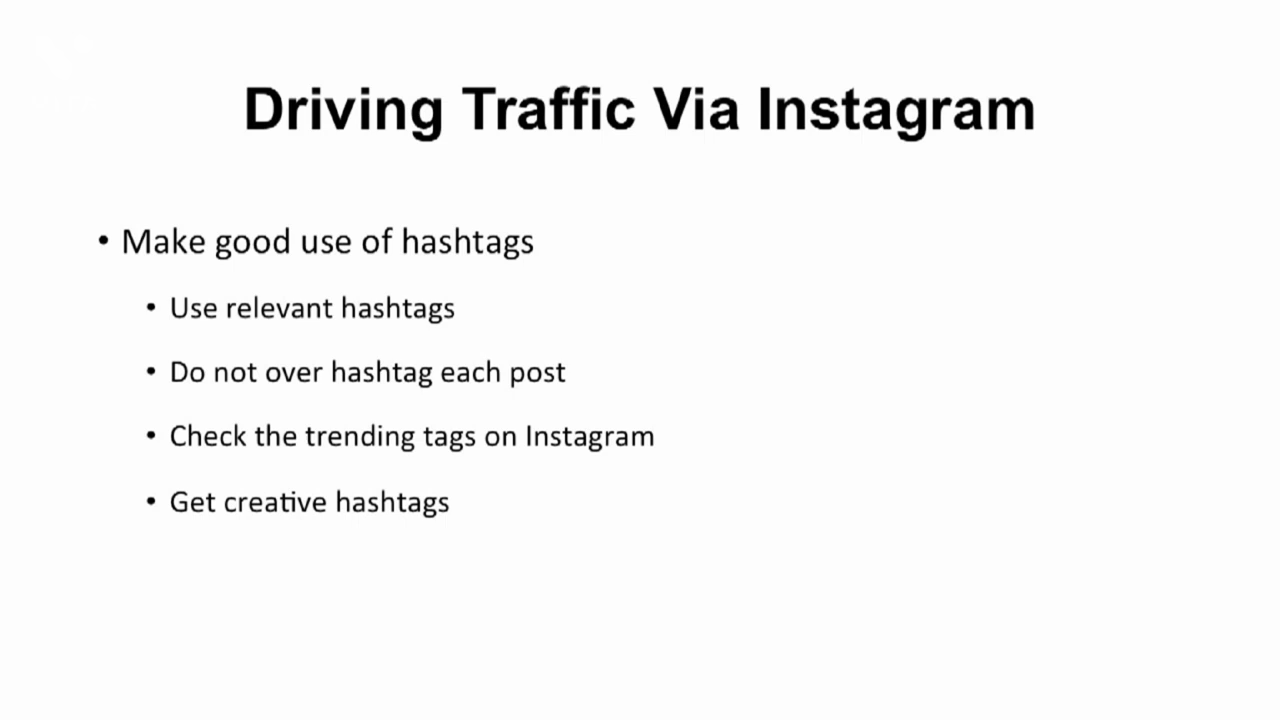 Driving Traffic Via Instagram
• Make good use of hashtags
• Use relevant hashtags
• Do not over hashtag each post
• Check the trending tags on Instagram
• Get creative hashtags